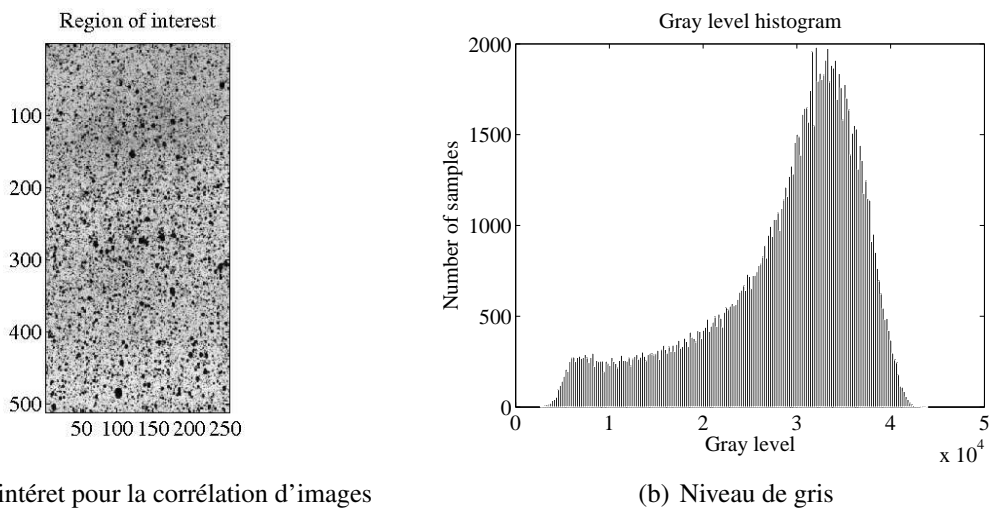 Region of interest
100
200
300
400
500
50 100 150 200 250
Gray level histogram
Number of samples
2000
1500
1000
500
0
0 1 2 3 4 5
Gray level
x 10^4
intéret pour la corrélation d'images
(b) Niveau de gris